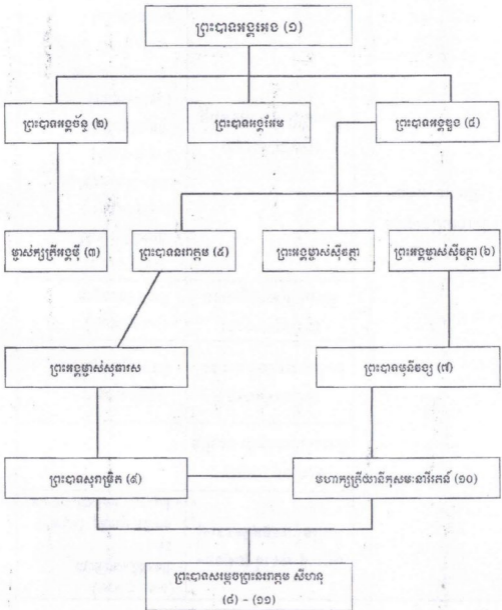 ព្រះបាទអង្គអេង (១)
ព្រះបាទអង្គច័ន្ទ (២)
ព្រះបាទអង្គអែម
ព្រះបាទអង្គឌួង (៤)
ម្ចាស់ក្សត្រីអង្គម៉ី (៣)
ព្រះបាទនរោត្តម (៥)
ព្រះអង្គម្ចាស់ស៊ីវត្ថា
ព្រះអង្គម្ចាស់ស៊ីវត្ថា (៦)
ព្រះអង្គម្ចាស់សុធារស
ព្រះបាទមុនីវង្ស (៧)
ព្រះបាទសុរាម្រិត (៩)
មហាក្សត្រីយានីកុសមៈនារីរតន៍ (១០)
ព្រះបាទសម្តេចព្រះនរោត្តម សីហនុ
(៨) - (១១)